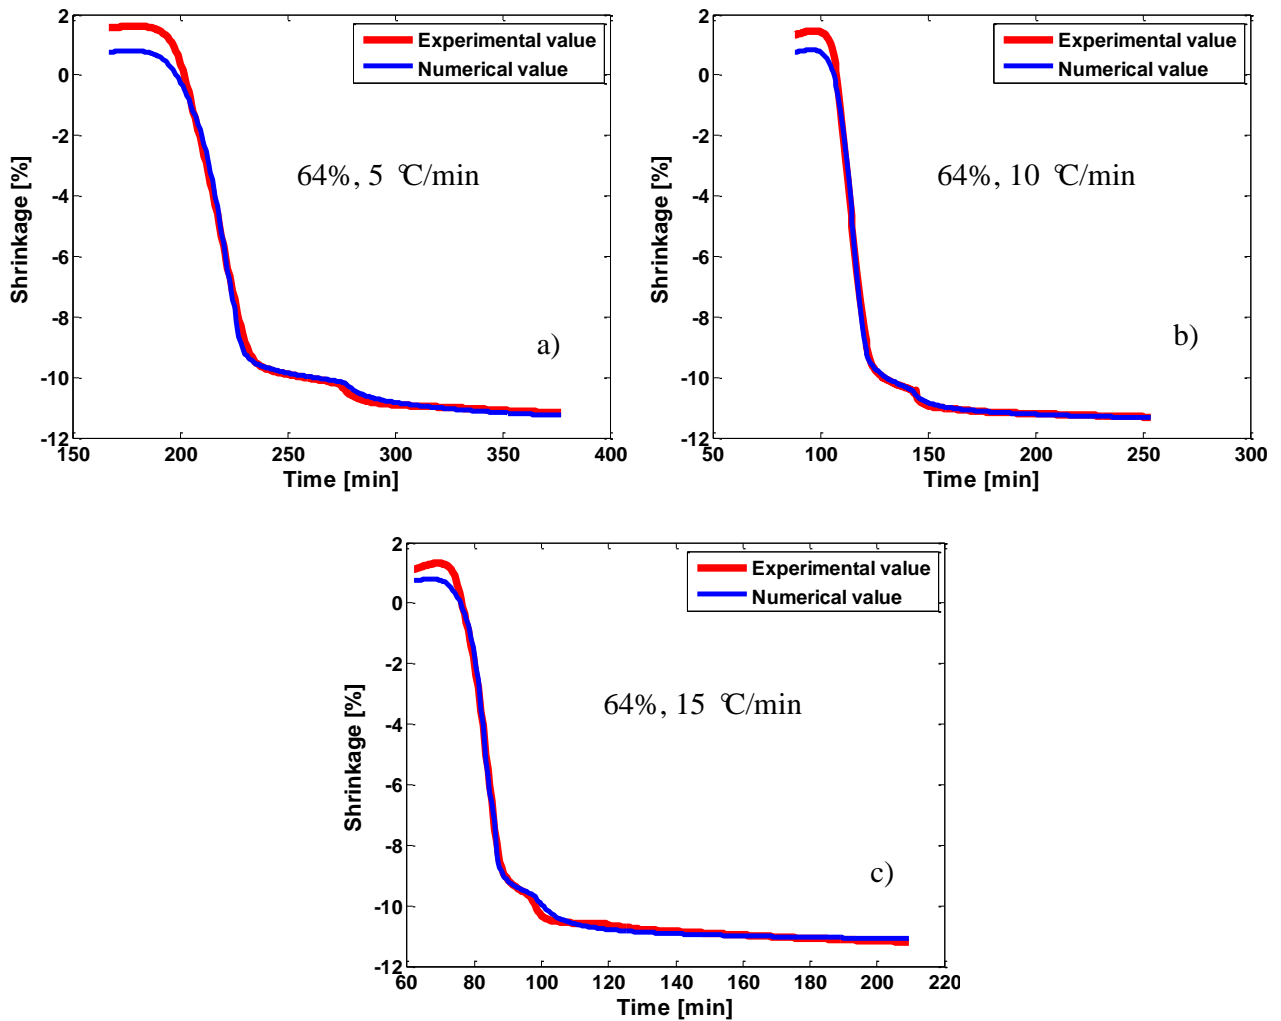 2
0
-2
-4
-6
-8
-10
-12
Shrinkage [%]
150 200 250 300 350 400
Time [min]
Experimental value
Numerical value
64%, 5 °C/min
a)
2
0
-2
-4
-6
-8
-10
-12
Shrinkage [%]
50 100 150 200 250 300
Time [min]
Experimental value
Numerical value
64%, 10 °C/min
b)
2
0
-2
-4
-6
-8
-10
-12
Shrinkage [%]
60 80 100 120 140 160 180 200 220
Time [min]
Experimental value
Numerical value
64%, 15 °C/min
c)